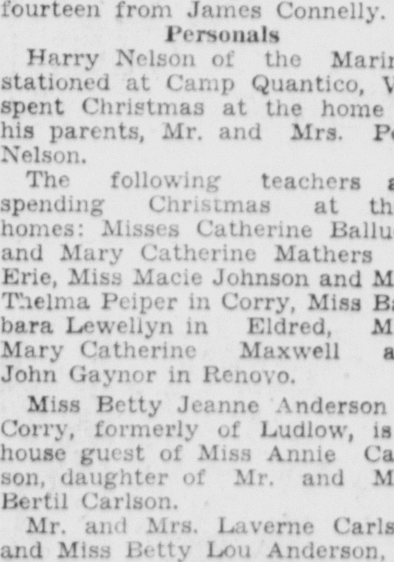 fourteen from James Connelly.
Personals
Harry Nelson of the Marin
stationed at Camp Quantico, V
spent Christmas at the home
his parents, Mr. and Mrs. Pe
Nelson.
The following teachers a
spending Christmas at th
homes: Misses Catherine Ballu
and Mary Catherine Mathers
Erie, Miss Macie Johnson and M
Thelma Peiper in Corry, Miss Ba
bara Lewellyn in Eldred, M
Mary Catherine Maxwell a
John Gaynor in Renovo.
Miss Betty Jeanne Anderson
Corry, formerly of Ludlow, is
house guest of Miss Annie Ca
son, daughter of Mr. and M
Bertil Carlson.
Mr. and Mrs. Laverne Carls
and Miss Betty Lou Anderson,